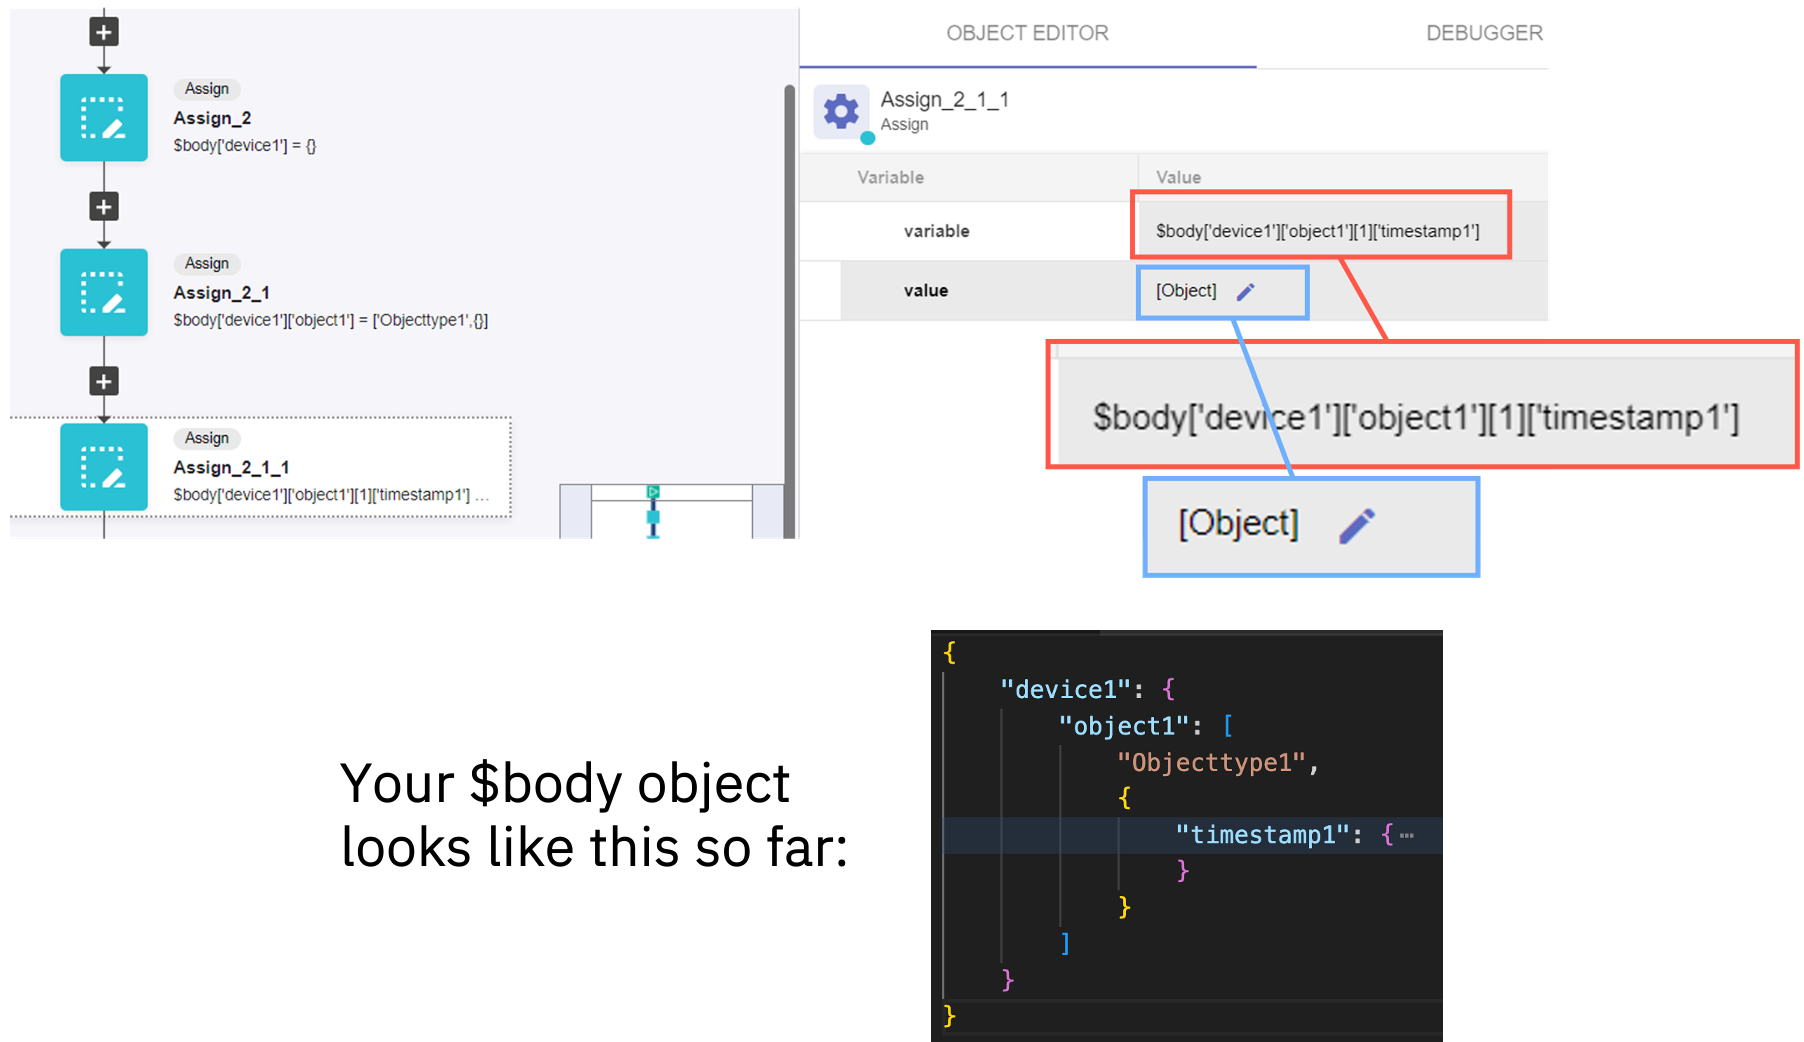 Assign
Assign_2
$body['device1'] = {}
Assign
Assign_2_1
$body['device1']['object1'] = ['Objecttype1',{}]
Assign
Assign_2_1_1
$body['device1']['object1'][1]['timestamp1'] ...
OBJECT EDITOR
DEBUGGER
Assign_2_1_1
Assign
Variable
Value
variable
$body['device1']['object1'][1]['timestamp1']
value
[Object]
$body['device1']['object1'][1]['timestamp1']
[Object]
Your $body object
looks like this so far:
{
"device1": {
"object1": [
"Objecttype1",
{
"timestamp1": {…
}
}
]
}
}